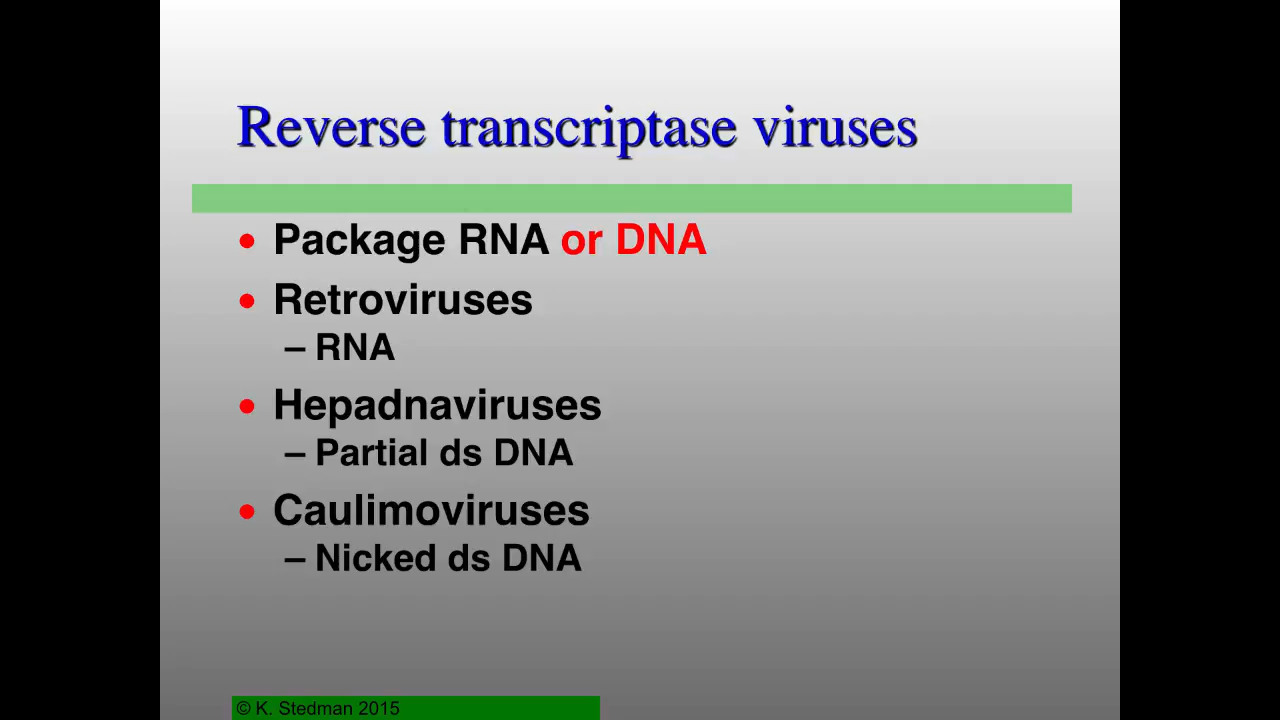 Reverse transcriptase viruses
• Package RNA or DNA
• Retroviruses
– RNA
• Hepadnaviruses
– Partial ds DNA
• Caulimoviruses
– Nicked ds DNA
© K. Stedman 2015